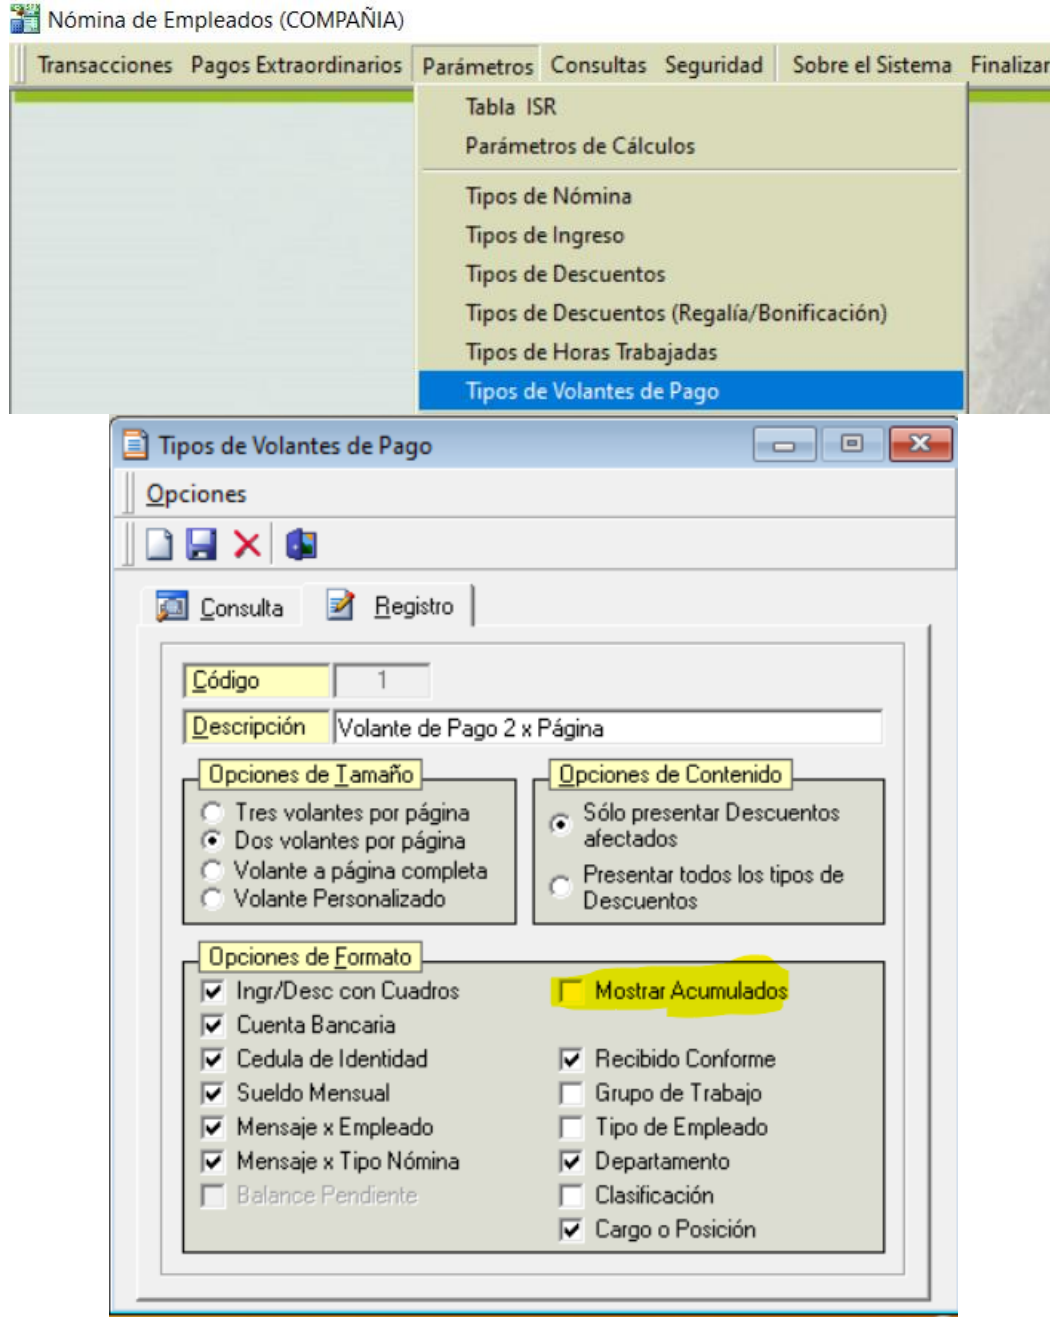 Nómina de Empleados (COMPAÑIA)
Transacciones Pagos Extraordinarios Parámetros Consultas Seguridad Sobre el Sistema Finalizar
Tabla ISR
Parámetros de Cálculos
Tipos de Nómina
Tipos de Ingreso
Tipos de Descuentos
Tipos de Descuentos (Regalía/Bonificación)
Tipos de Horas Trabajadas
Tipos de Volantes de Pago
Tipos de Volantes de Pago
Opciones
Consulta Registro
Código 1
Descripción Volante de Pago 2 x Página
Opciones de Tamaño
Tres volantes por página
Dos volantes por página
Volante a página completa
Volante Personalizado
Opciones de Contenido
Sólo presentar Descuentos
afectados
Presentar todos los tipos de
Descuentos
Opciones de Formato
Ingr/Desc con Cuadros
Cuenta Bancaria
Cedula de Identidad
Sueldo Mensual
Mensaje x Empleado
Mensaje x Tipo Nómina
Balance Pendiente
Mostrar Acumulados
Recibido Conforme
Grupo de Trabajo
Tipo de Empleado
Departamento
Clasificación
Cargo o Posición